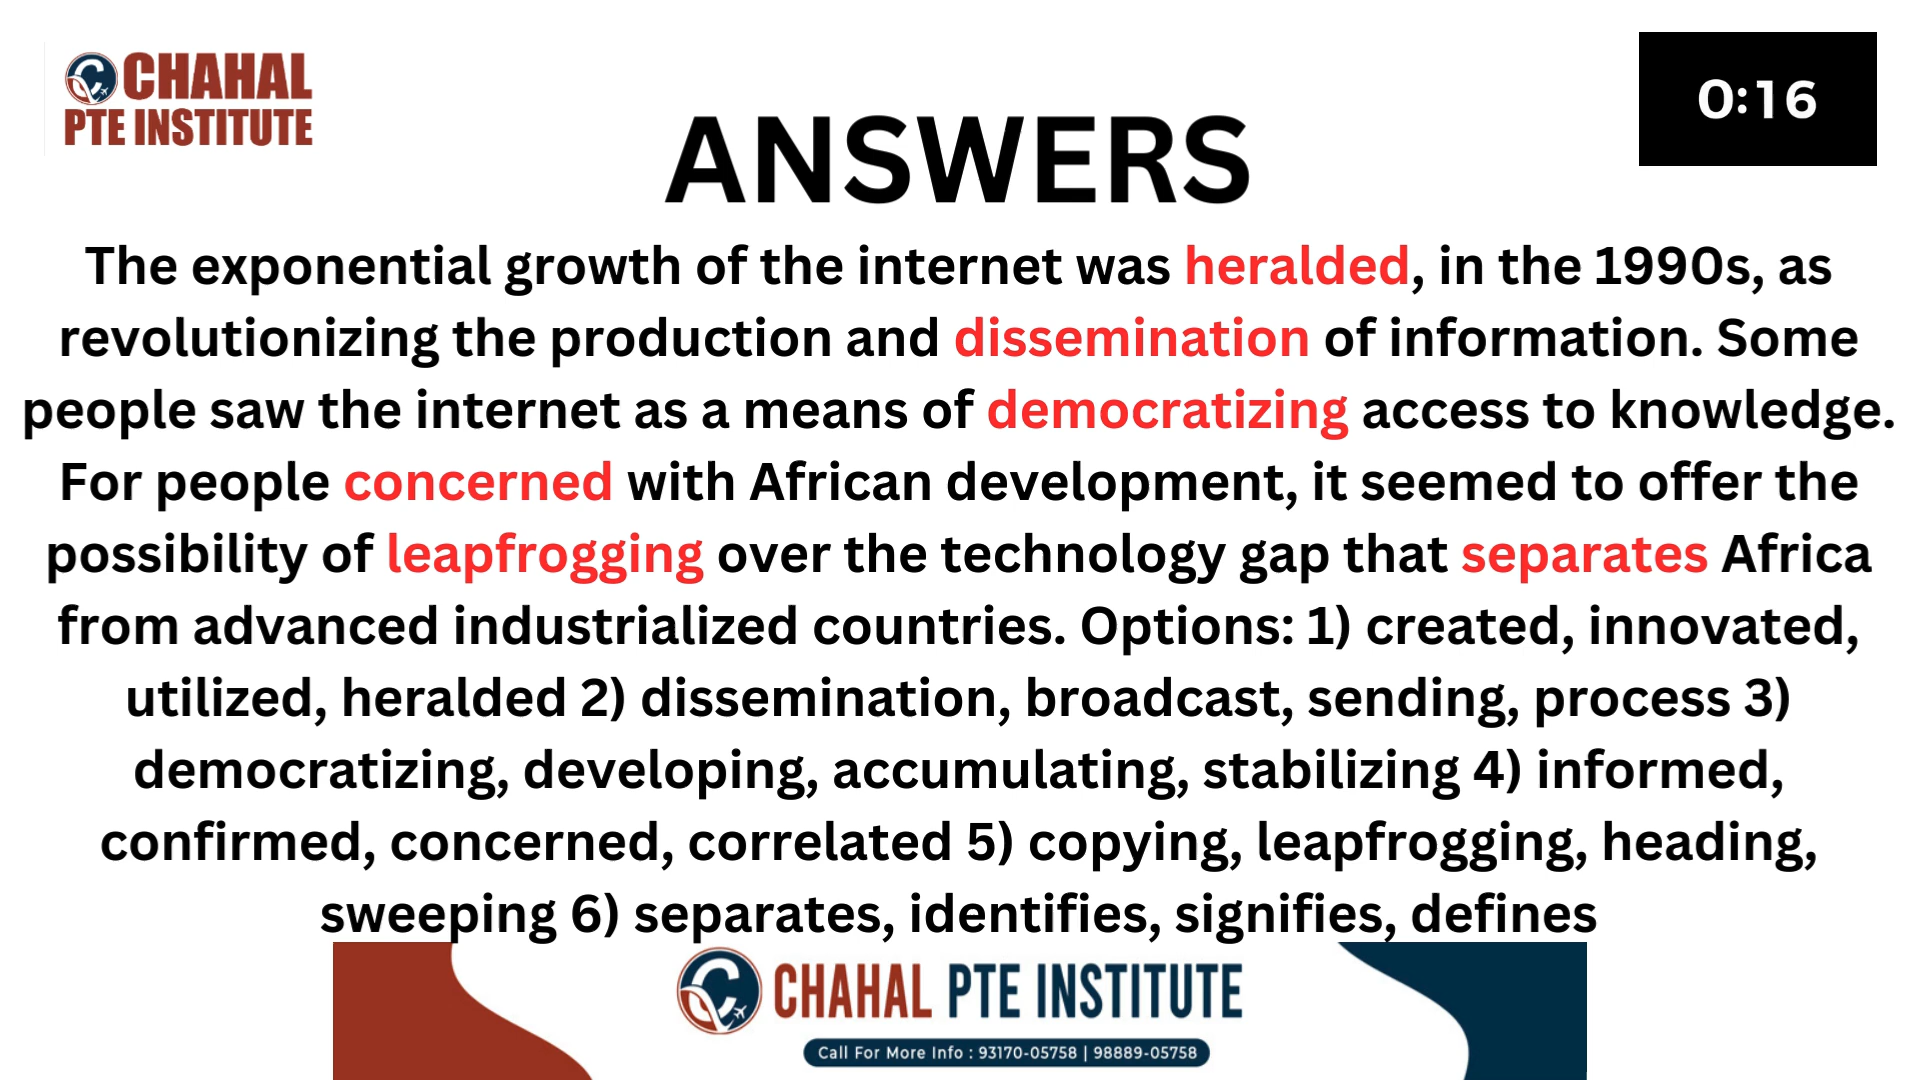 CHAHAL
PTE INSTITUTE
0:16
ANSWERS
The exponential growth of the internet was heralded, in the 1990s, as
revolutionizing the production and dissemination of information. Some
people saw the internet as a means of democratizing access to knowledge.
For people concerned with African development, it seemed to offer the
possibility of leapfrogging over the technology gap that separates Africa
from advanced industrialized countries. Options: 1) created, innovated,
utilized, heralded 2) dissemination, broadcast, sending, process 3)
democratizing, developing, accumulating, stabilizing 4) informed,
confirmed, concerned, correlated 5) copying, leapfrogging, heading,
sweeping 6) separates, identifies, signifies, defines
CHAHAL PTE INSTITUTE
Call For More Info : 93170-05758 | 98889-05758